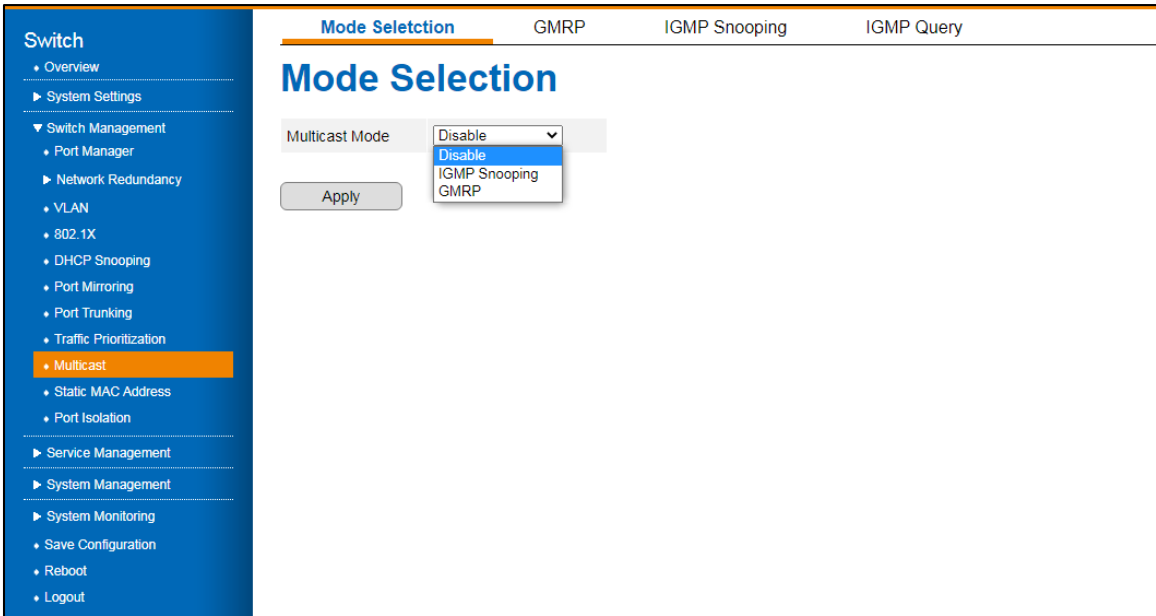 Switch
Overview
System Settings
Switch Management
Port Manager
Network Redundancy
VLAN
802.1X
DHCP Snooping
Port Mirroring
Port Trunking
Traffic Prioritization
Multicast
Static MAC Address
Port Isolation
Service Management
System Management
System Monitoring
Save Configuration
Reboot
Logout
Mode Seletction GMRP IGMP Snooping IGMP Query
Mode Selection
Multicast Mode Disable
Disable
IGMP Snooping
GMRP
Apply